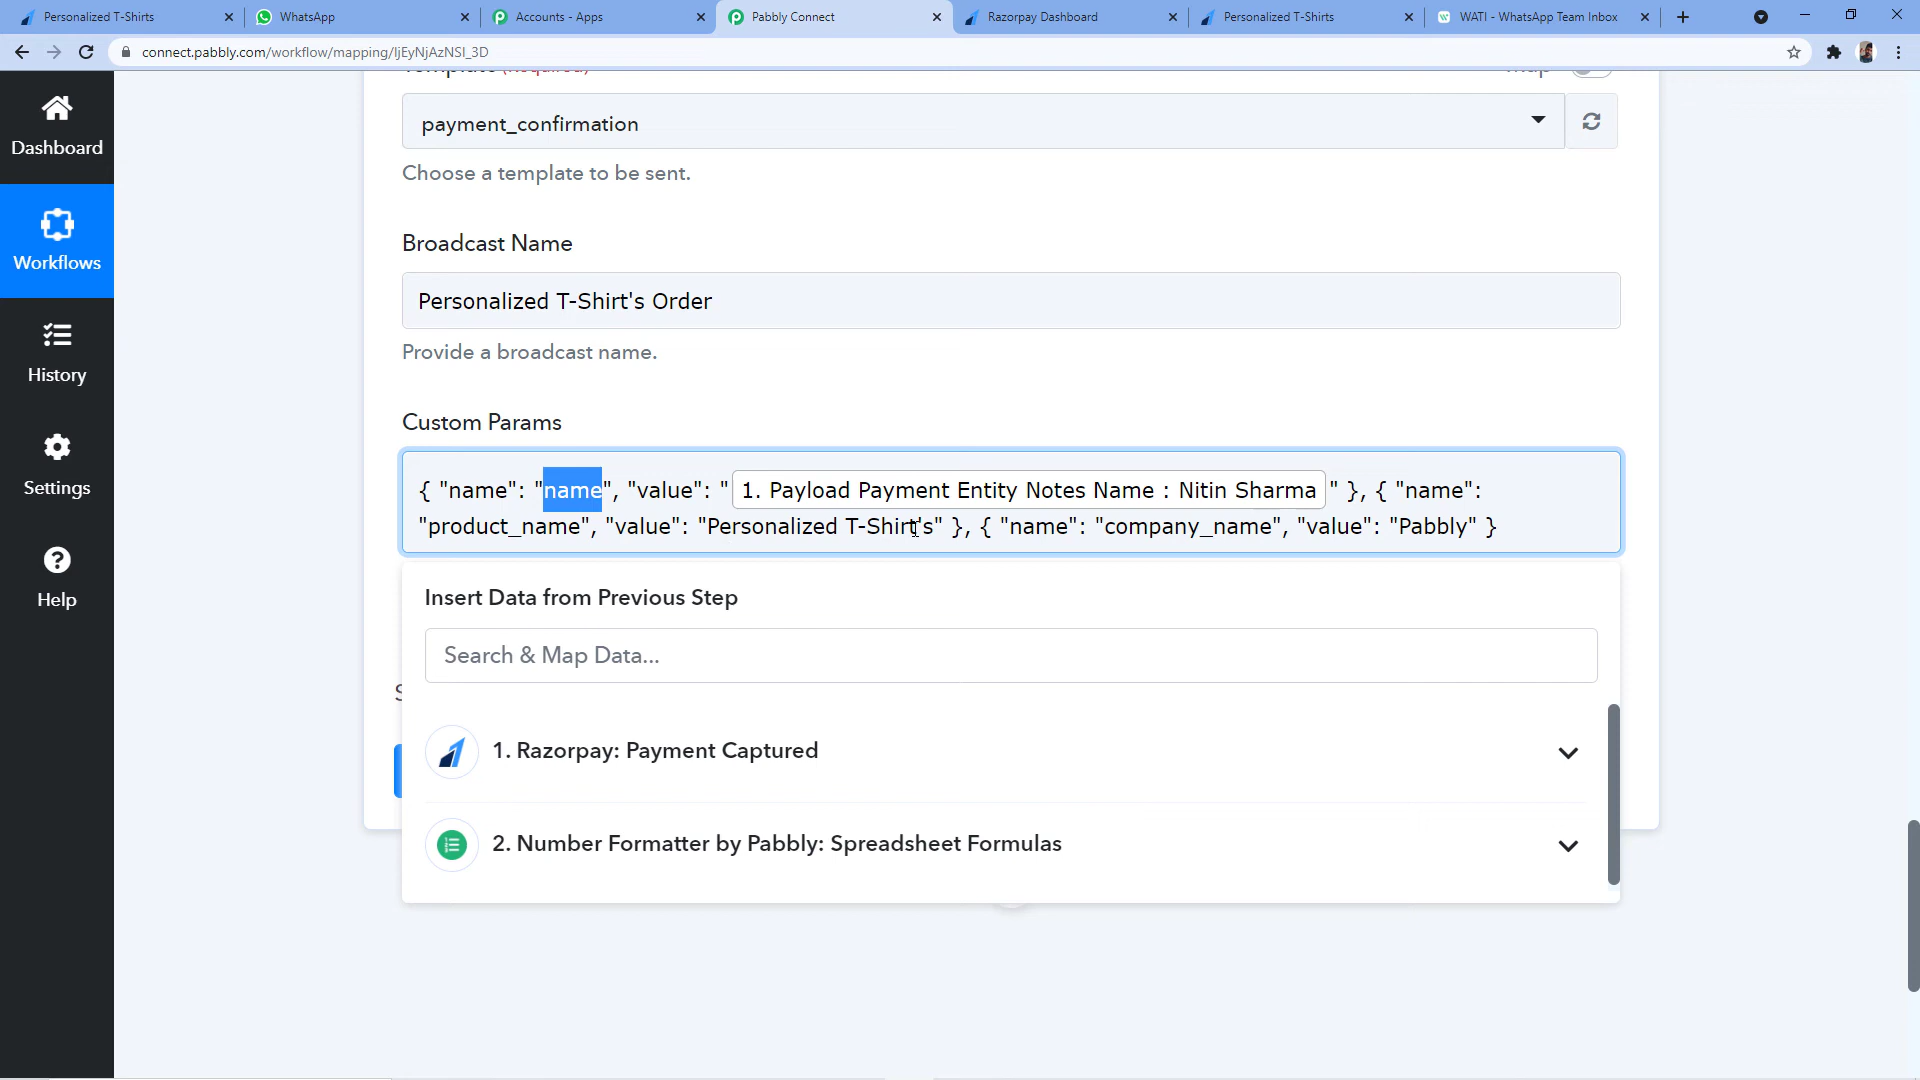 Personalized T-Shirts
WhatsApp
Accounts - Apps
Pabbly Connect
Razorpay Dashboard
Personalized T-Shirts
WATI - WhatsApp Team Inbox
connect.pabbly.com/workflow/mapping/IjEyNjAzNSI_3D
Dashboard
Workflows
History
Settings
Help
Template (Required)
Map
payment_confirmation
Choose a template to be sent.
Broadcast Name
Personalized T-Shirt's Order
Provide a broadcast name.
Custom Params
{ "name": "name", "value": " 1. Payload Payment Entity Notes Name : Nitin Sharma " }, { "name":
"product_name", "value": "Personalized T-Shirt's" }, { "name": "company_name", "value": "Pabbly" }
Insert Data from Previous Step
Search & Map Data...
1. Razorpay: Payment Captured
2. Number Formatter by Pabbly: Spreadsheet Formulas